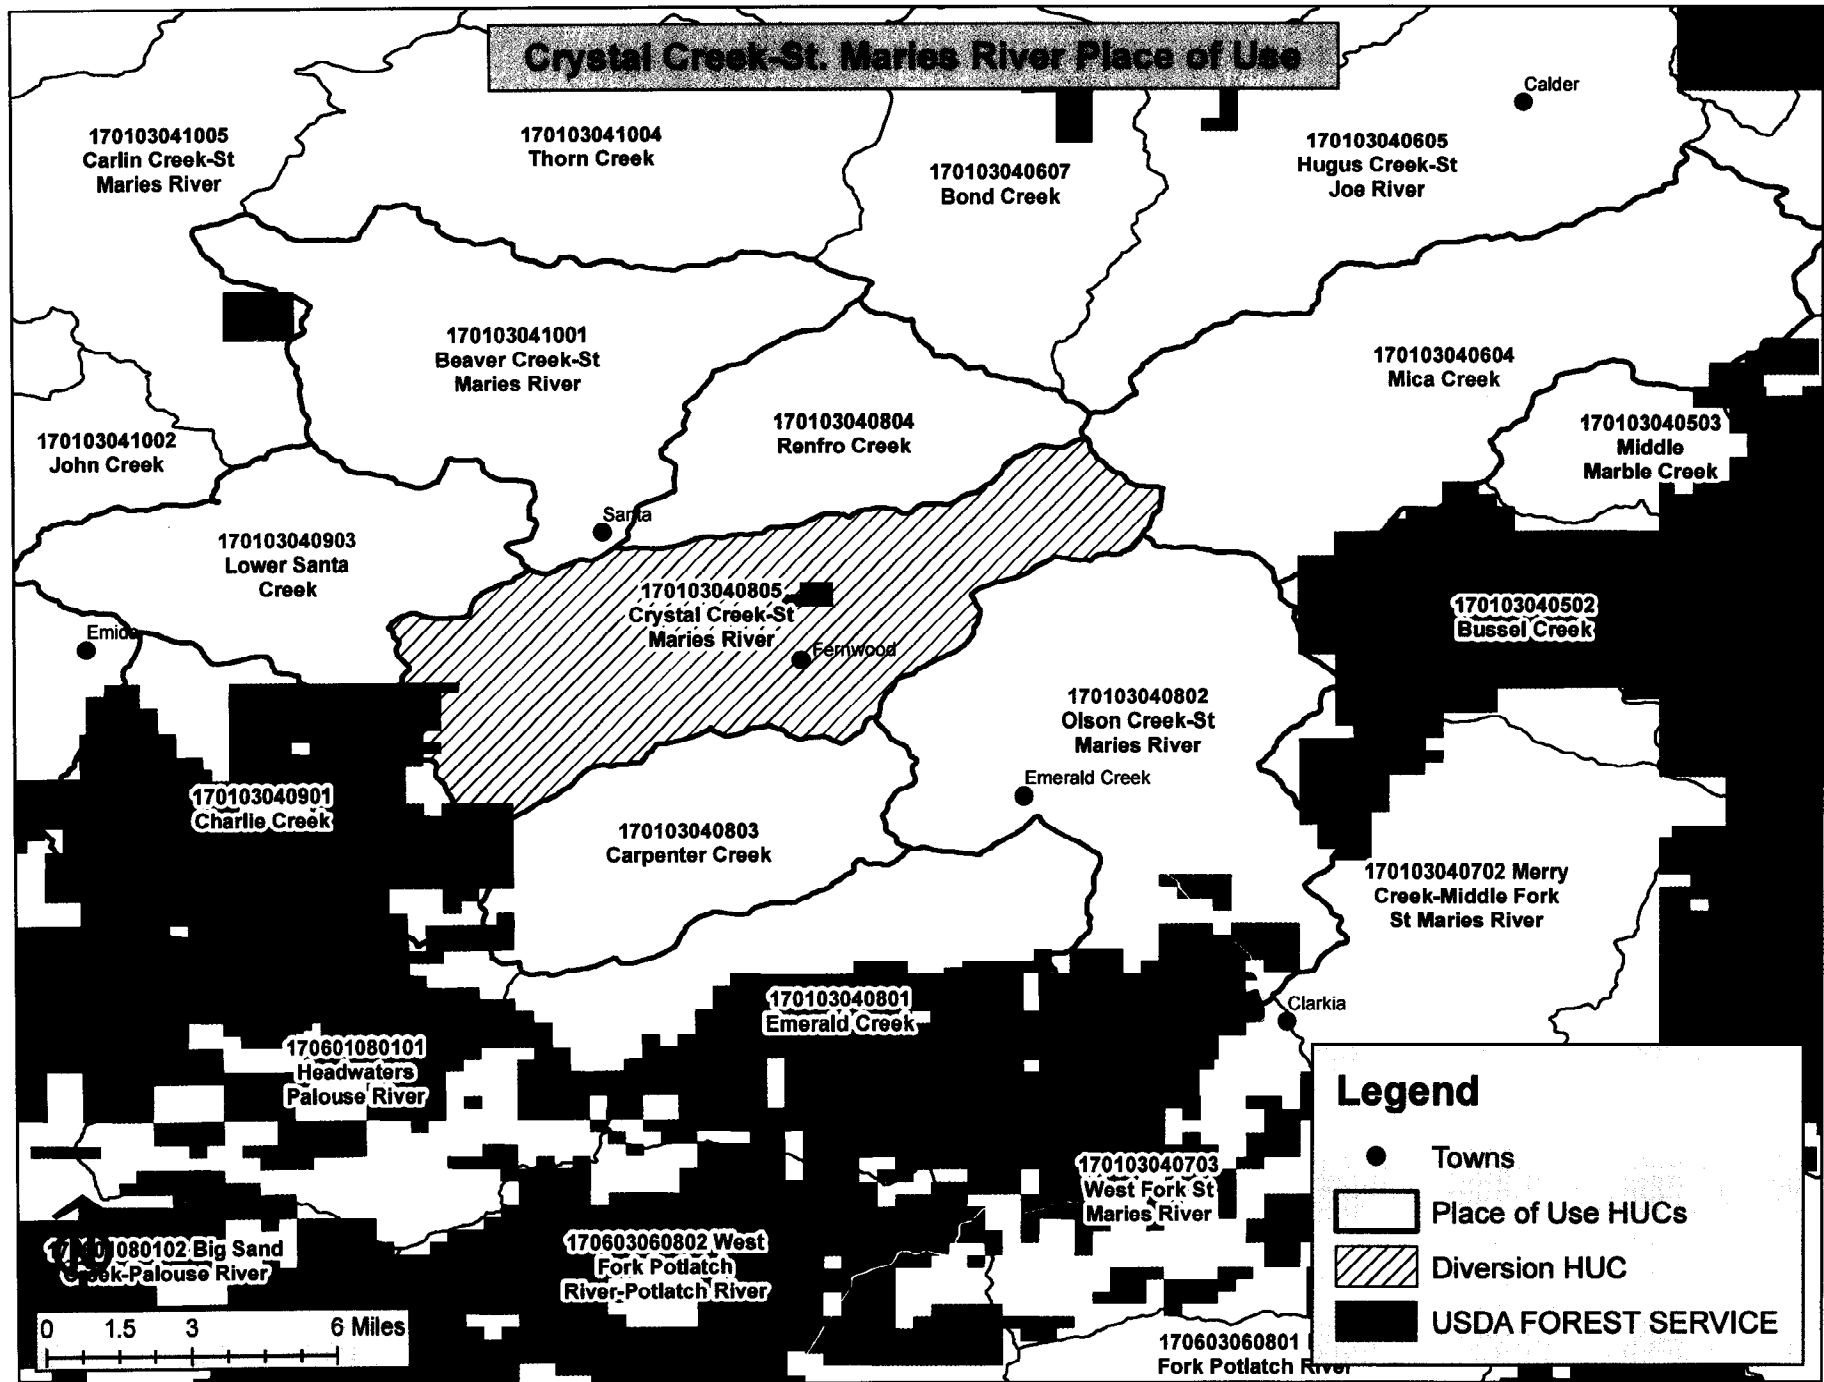 Crystal Creek-St. Maries River Place of Use
Calder
170103041005
Carlin Creek-St
Maries River
170103041004
Thorn Creek
170103040607
Bond Creek
170103040605
Hugus Creek-St
Joe River
170103041001
Beaver Creek-St
Maries River
170103040604
Mica Creek
170103041002
John Creek
170103040804
Renfro Creek
170103040503
Middle
Marble Creek
Santa
170103040903
Lower Santa
Creek
170103040805
Crystal Creek-St
Maries River
170103040502
Bussel Creek
Emida
Fernwood
170103040802
Olson Creek-St
Maries River
Emerald Creek
170103040901
Charlie Creek
170103040803
Carpenter Creek
170103040702 Merry
Creek-Middle Fork
St Maries River
170103040801
Emerald Creek
Clarkia
170601080101
Headwaters
Palouse River
170103040703
West Fork St
Maries River
Big Sand
Creek-Palouse River
170603060802 West
Fork Potlatch
River-Potlatch River
170603060801
Fork Potlatch River
0 1.5 3 6 Miles
Legend
Towns
Place of Use HUCs
Diversion HUC
USDA FOREST SERVICE